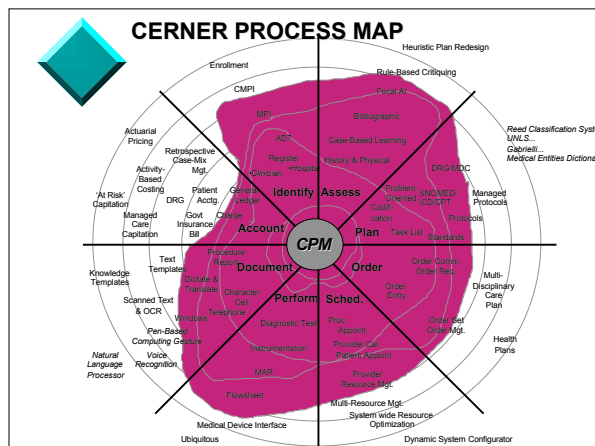 CERNER PROCESS MAP
Heuristic Plan Redesign
Enrollment
Rule-Based Critiquing
CMPI
Focal AI
MPI
Bibliographic
Reed Classification Syste
UNLS...
Gabrielli...
Medical Entities Dictiona
Actuarial
Pricing
ADT
Case-Based Learning
Retrospective
Case-Mix
Mgt.
Register
•Hospital
•Clinician
History & Physical
DRG/MDC
Activity-
Based
Costing
'At Risk'
Capitation
DRG
Patient
Acctg.
General
Ledger
Identify
Assess
Problem-
Oriented
SNOMED/
ICD/CPT
Managed
Protocols
Managed
Care
Capitation
Govt
Insurance
Bill
Charge
Codifi-
cation
Protocols
Account
Plan
Task List
Standards
CPM
Knowledge
Templates
Text
Templates
Procedure
Report
Document
Order
Order Comm.
Order Req.
Dictate &
Translate
Character
Cell
Perform
Sched.
Order
Entry
Multi-
Disciplinary
Care
Plan
Scanned Text
& OCR
Telephone
Windows
Pen-Based
Computing Gesture
Diagnostic Test
Proc.
Appoint
Order Set
Order Mgt.
Natural
Language
Processor
Voice
Recognition
Instrumentation
Provider Cal.
Patient Appoint
Health
Plans
MAR
Provider
Resource Mgt.
Flowsheet
Multi-Resource Mgt.
Medical Device Interface
System wide Resource
Optimization
Ubiquitous
Dynamic System Configurator